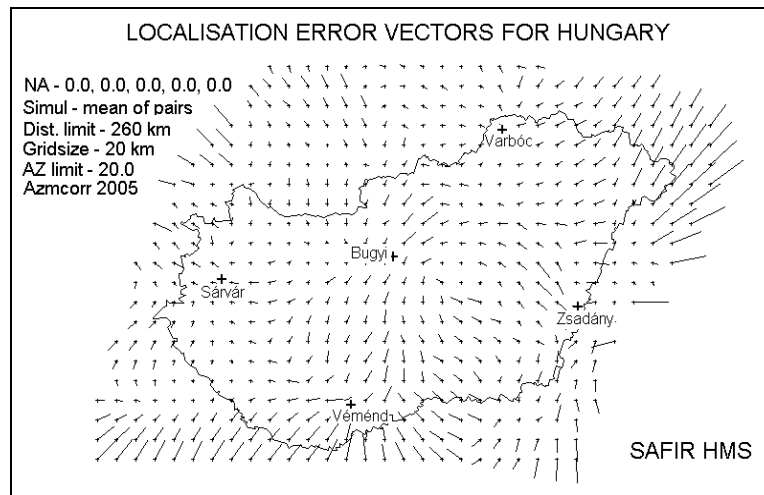 LOCALISATION ERROR VECTORS FOR HUNGARY
NA - 0.0, 0.0, 0.0, 0.0, 0.0
Simul - mean of pairs
Dist. limit - 260 km
Gridsize - 20 km
AZ limit - 20.0
Azmcorr 2005
Varbóc
Bugyi
Sárvár
Zsadány
Véménd
SAFIR HMS